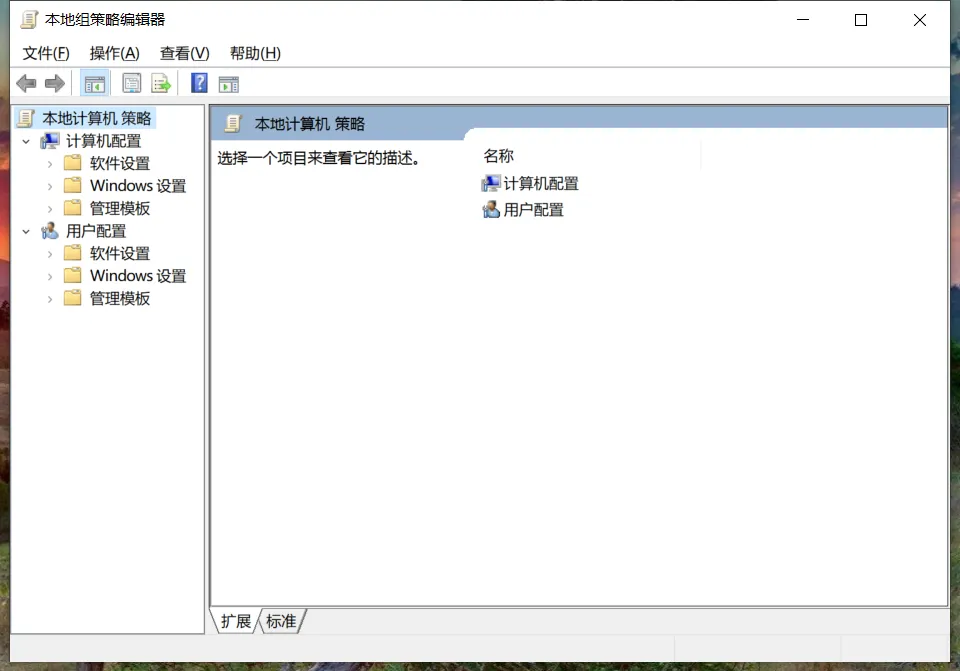 本地组策略编辑器
文件(F) 操作(A) 查看(V) 帮助(H)
本地计算机 策略
计算机配置
软件设置
Windows 设置
管理模板
用户配置
软件设置
Windows 设置
管理模板
本地计算机 策略
选择一个项目来查看它的描述。
名称
计算机配置
用户配置
扩展 标准